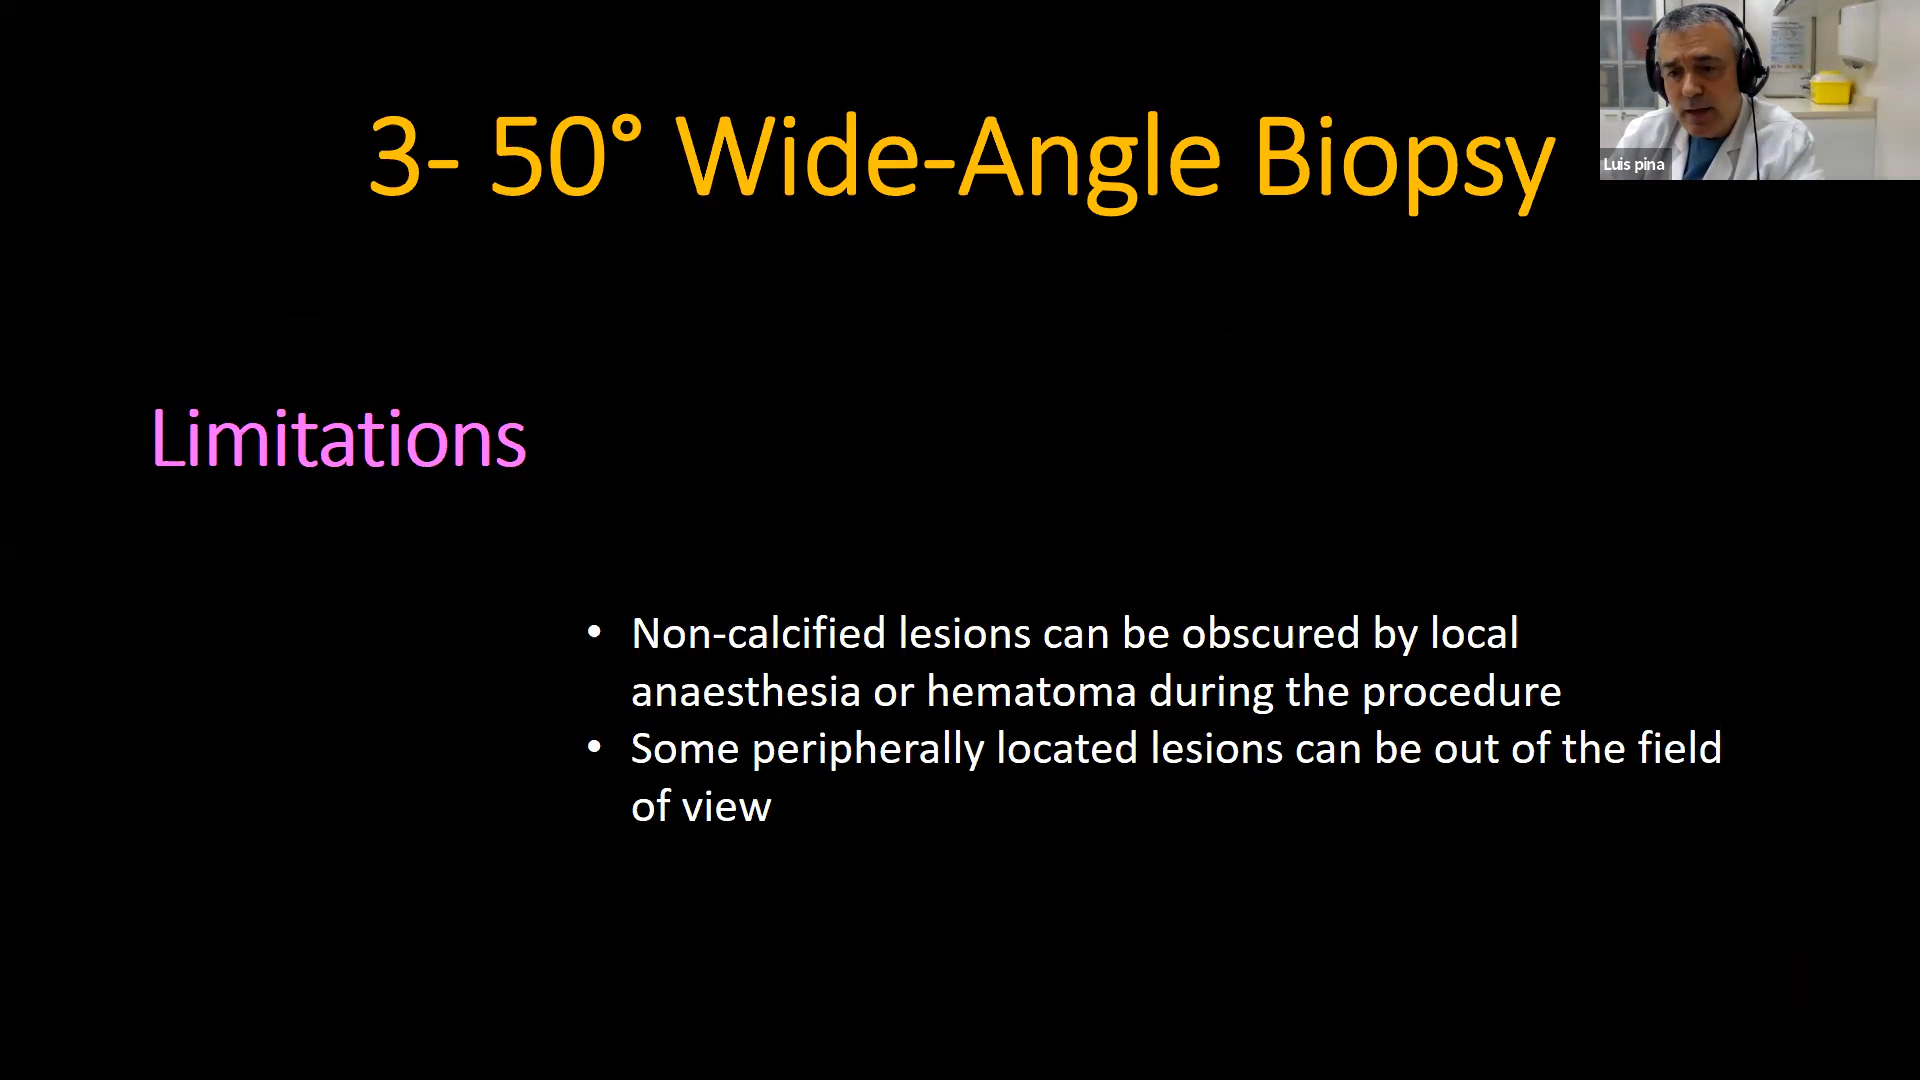 3- 50° Wide-Angle Biopsy
Luis pina
Limitations
• Non-calcified lesions can be obscured by local
anaesthesia or hematoma during the procedure
• Some peripherally located lesions can be out of the field
of view